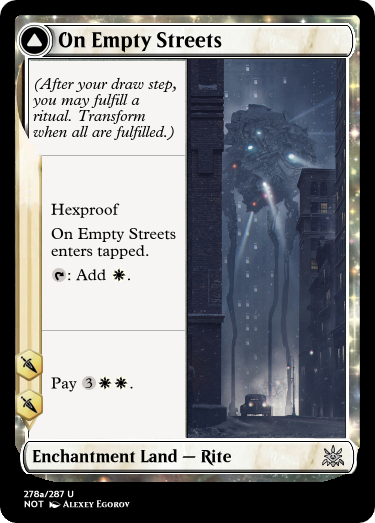 On Empty Streets
(After your draw step,
you may fulfill a
ritual. Transform
when all are fulfilled.)
Hexproof
On Empty Streets
enters tapped.
: Add .
Pay 3.
Enchantment Land — Rite
278a/287 U
NOT Alexey Egorov